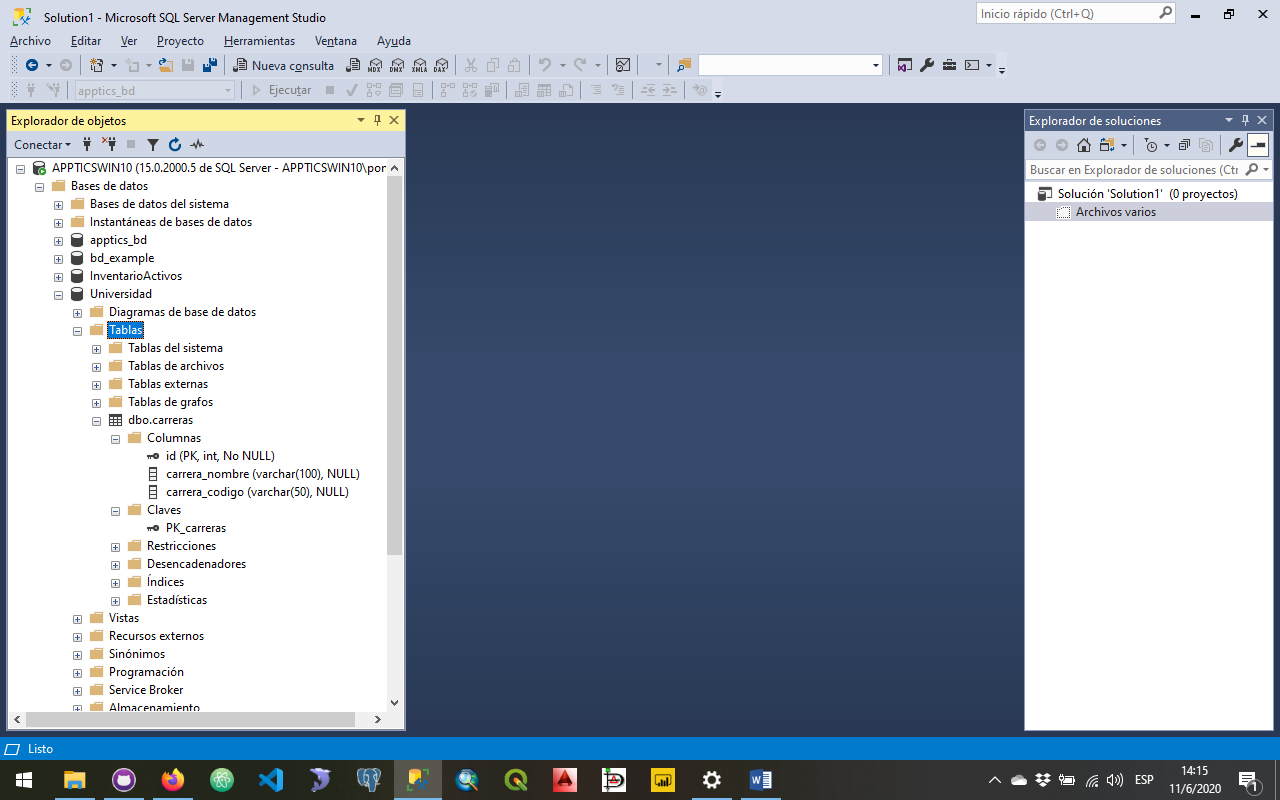 Solution1 - Microsoft SQL Server Management Studio
Inicio rápido (Ctrl+Q)
Archivo Editar Ver Proyecto Herramientas Ventana Ayuda
Nueva consulta MDX DMX XMLA DAX
apptics_bd Ejecutar
Explorador de objetos
Conectar
APPTICSWIN10 (15.0.2000.5 de SQL Server - APPTICSWIN10\por
Bases de datos
Bases de datos del sistema
Instantáneas de bases de datos
apptics_bd
bd_example
InventarioActivos
Universidad
Diagramas de base de datos
Tablas
Tablas del sistema
Tablas de archivos
Tablas externas
Tablas de grafos
dbo.carreras
Columnas
id (PK, int, No NULL)
carrera_nombre (varchar(100), NULL)
carrera_codigo (varchar(50), NULL)
Claves
PK_carreras
Restricciones
Desencadenadores
Índices
Estadísticas
Vistas
Recursos externos
Sinónimos
Programación
Service Broker
Almacenamiento
Explorador de soluciones
Buscar en Explorador de soluciones (Ctr
Solución 'Solution1' (0 proyectos)
Archivos varios
Listo
ESP
14:15
11/6/2020
1